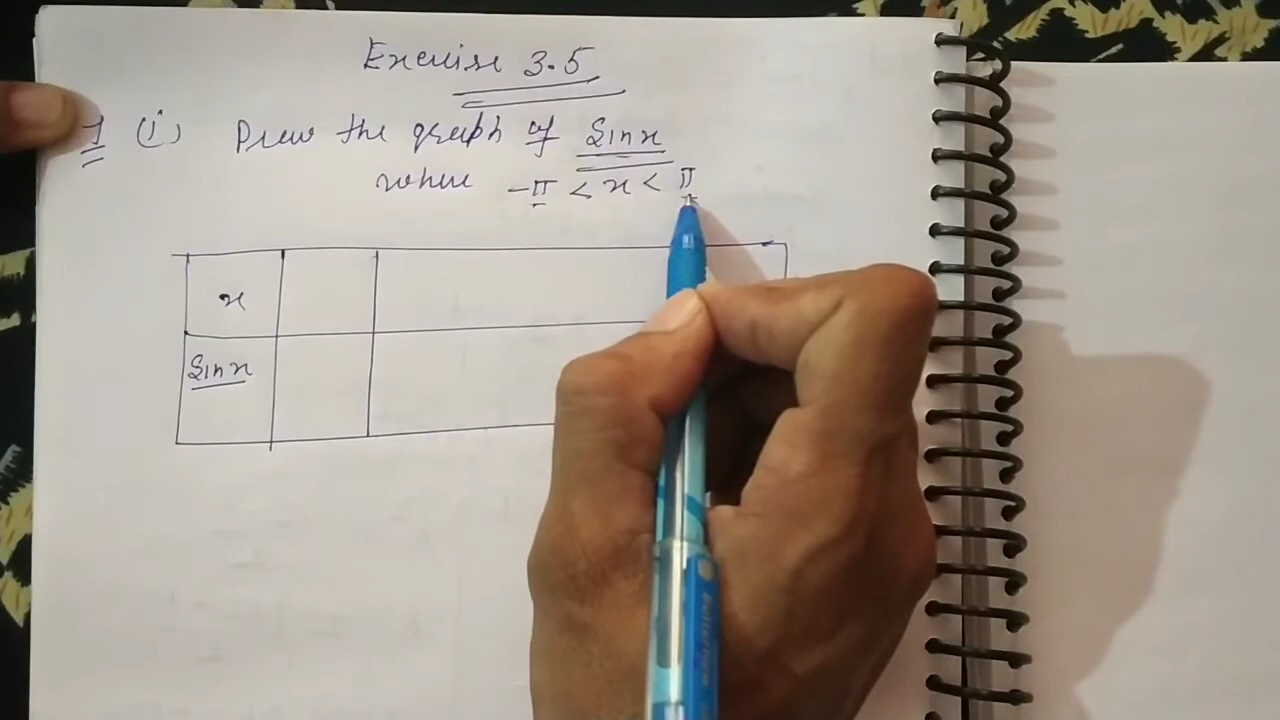 Exercise 3.5
1 (i) Draw the graph of Sinx
where -π < x < π
x
Sinx